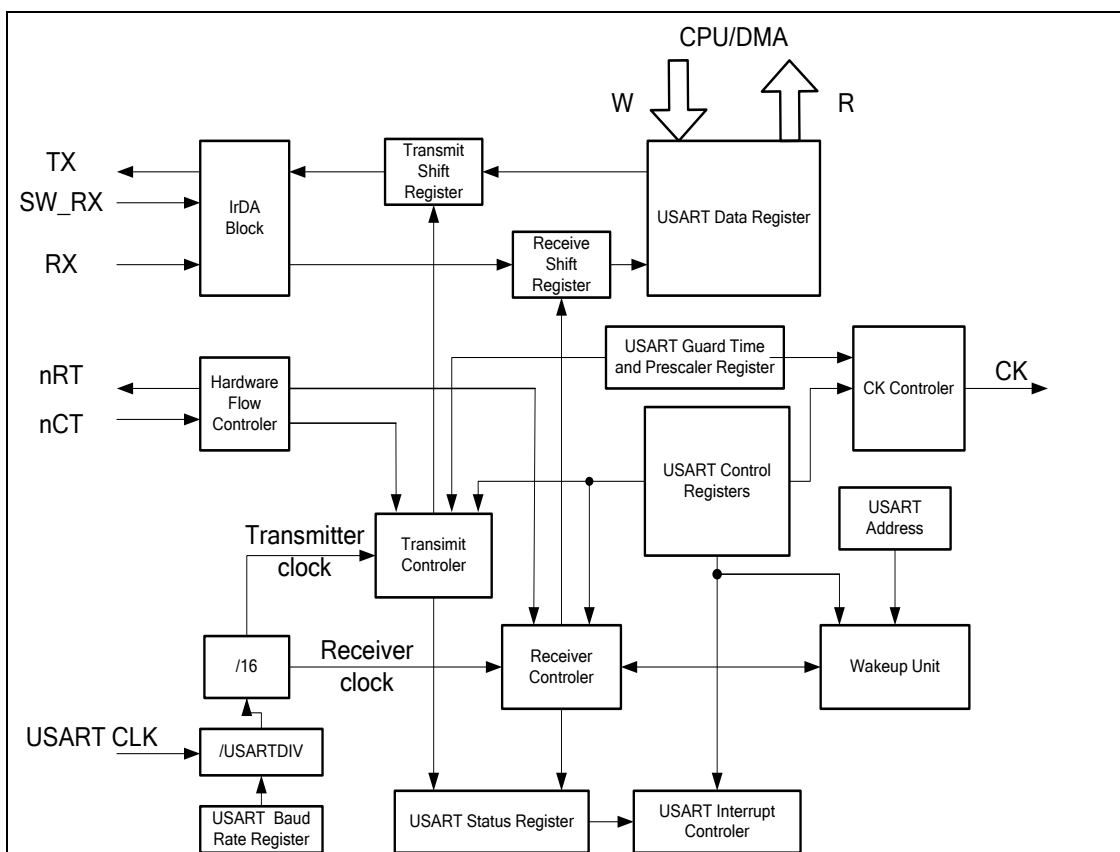 CPU/DMA
W
R
TX
SW_RX
RX
IrDA
Block
Transmit
Shift
Register
Receive
Shift
Register
USART Data Register
nRT
nCT
Hardware
Flow
Controler
USART Guard Time
and Prescaler Register
CK Controler
CK
USART Control
Registers
USART
Address
Transmitter
clock
Transimit
Controler
/16
Receiver
clock
Receiver
Controler
Wakeup Unit
USART CLK
/USARTDIV
USART Baud
Rate Register
USART Status Register
USART Interrupt
Controler